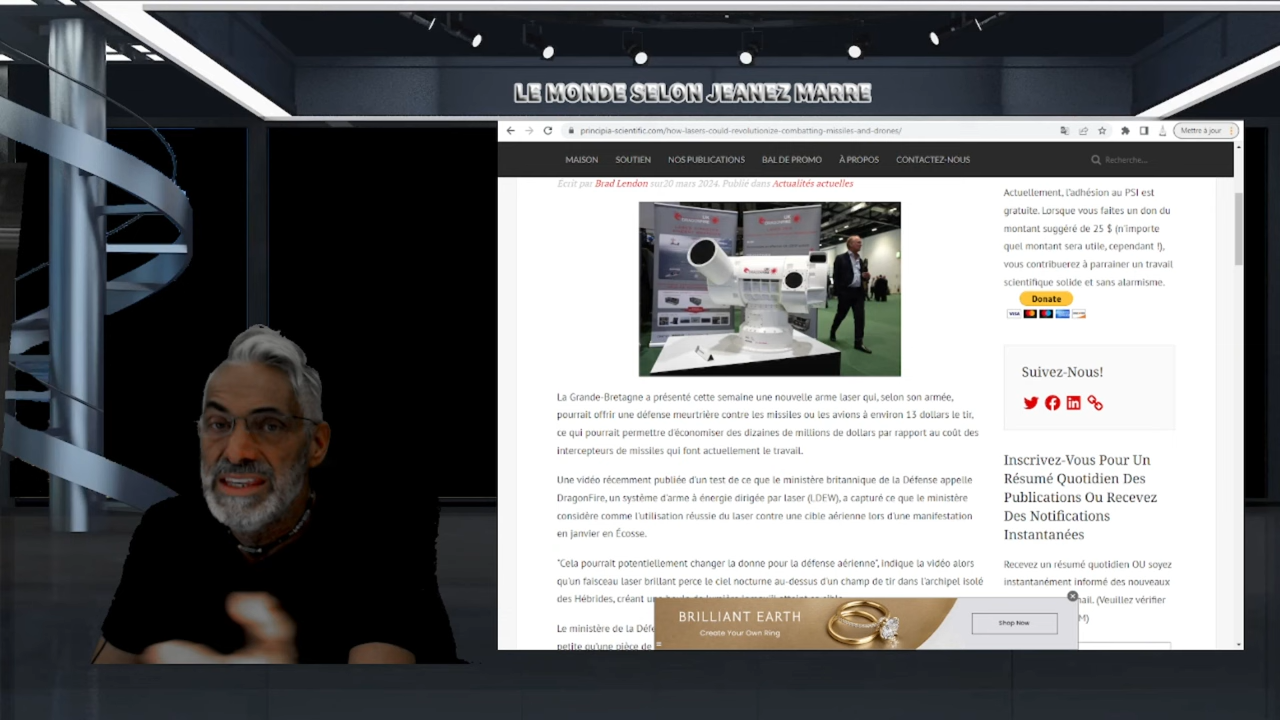 LE MONDE SELON JEANEZ MARRE
principia-scientific.com/how-lasers-could-revolutionize-combatting-missiles-and-drones/
Mettre à jour
MAISON SOUTIEN NOS PUBLICATIONS BAL DE PROMO À PROPOS CONTACTEZ-NOUS
Recherche...
Écrit par Brad Lendon sur20 mars 2024. Publié dans Actualités actuelles
La Grande-Bretagne a présenté cette semaine une nouvelle arme laser qui, selon son armée,
pourrait offrir une défense meurtrière contre les missiles ou les avions à environ 13 dollars le tir,
ce qui pourrait permettre d'économiser des dizaines de millions de dollars par rapport au coût des
intercepteurs de missiles qui font actuellement le travail.
Une vidéo récemment publiée d'un test de ce que le ministère britannique de la Défense appelle
DragonFire, un système d'arme à énergie dirigée par laser (LDEW), a capturé ce que le ministère
considère comme l'utilisation réussie du laser contre une cible aérienne lors d'une manifestation
en janvier en Écosse.
"Cela pourrait potentiellement changer la donne pour la défense aérienne", indique la vidéo alors
qu'un faisceau laser brillant perce le ciel nocturne au-dessus d'un champ de tir dans l'archipel isolé
des Hébrides, créant une
Le ministère de la Défe
petite qu'une pièce de
Actuellement, l'adhésion au PSI est
gratuite. Lorsque vous faites un don du
montant suggéré de 25 $ (n'importe
quel montant sera utile, cependant !),
vous contribuerez à parrainer un travail
scientifique solide et sans alarmisme.
Donate
VISA
Suivez-Nous!
Inscrivez-Vous Pour Un
Résumé Quotidien Des
Publications Ou Recevez
Des Notifications
Instantanées
Recevez un résumé quotidien OU soyez
instantanément informé des nouveaux
mail. (Veuillez vérifier
M)
BRILLIANT EARTH
Create Your Own Ring
Shop Now